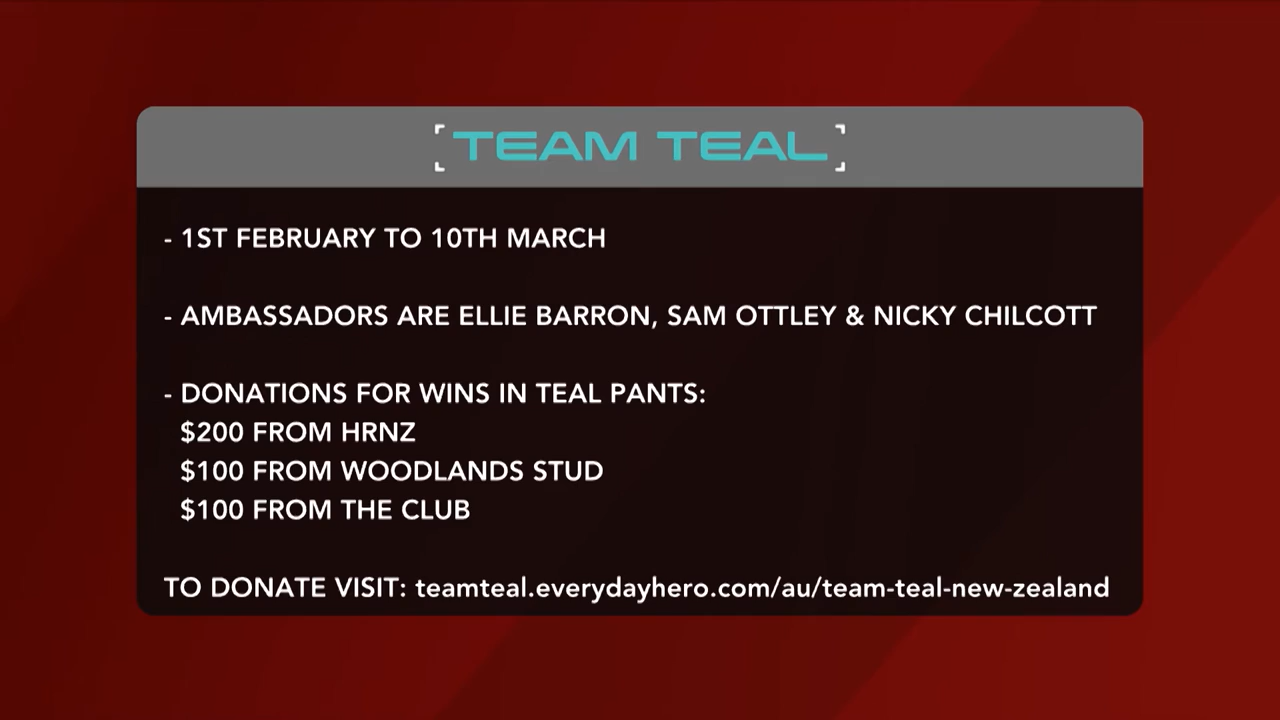 TEAM TEAL
- 1ST FEBRUARY TO 10TH MARCH
- AMBASSADORS ARE ELLIE BARRON, SAM OTTLEY & NICKY CHILCOTT
- DONATIONS FOR WINS IN TEAL PANTS:
$200 FROM HRNZ
$100 FROM WOODLANDS STUD
$100 FROM THE CLUB
TO DONATE VISIT: teamteal.everydayhero.com/au/team-teal-new-zealand